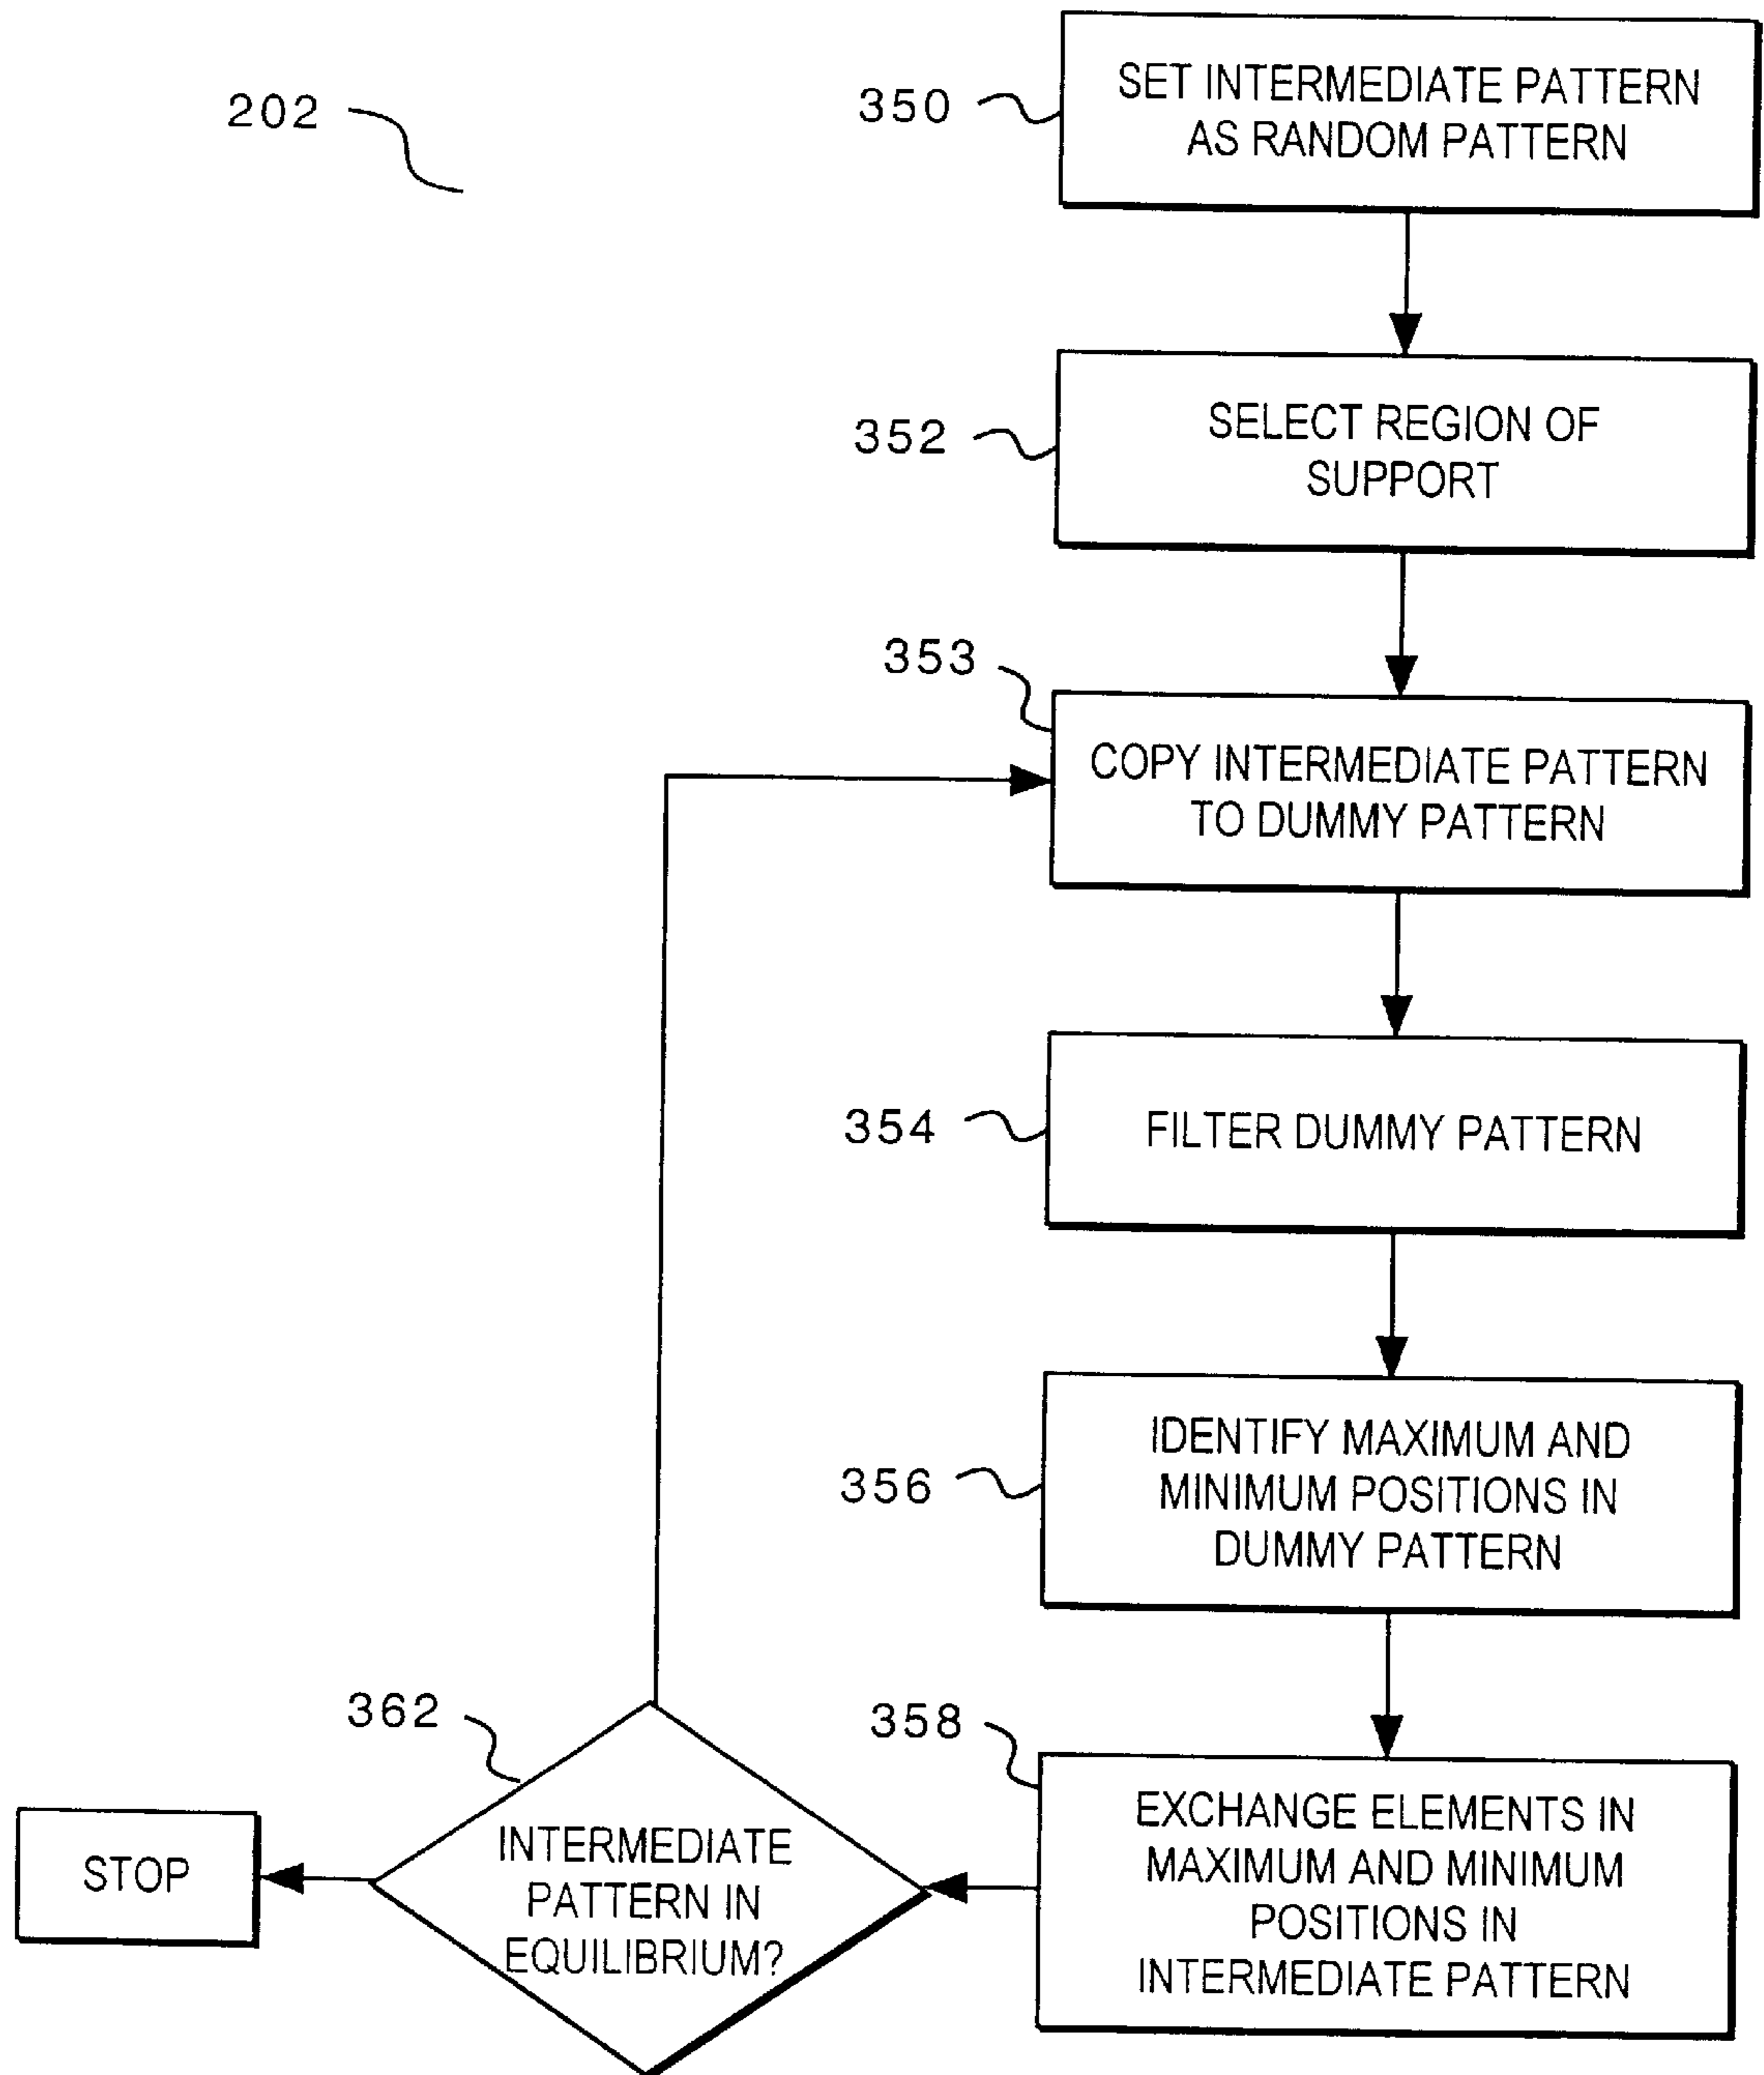 202
350
SET INTERMEDIATE PATTERN
AS RANDOM PATTERN
352
SELECT REGION OF
SUPPORT
353
COPY INTERMEDIATE PATTERN
TO DUMMY PATTERN
354
FILTER DUMMY PATTERN
356
IDENTIFY MAXIMUM AND
MINIMUM POSITIONS IN
DUMMY PATTERN
358
EXCHANGE ELEMENTS IN
MAXIMUM AND MINIMUM
POSITIONS IN
INTERMEDIATE PATTERN
362
INTERMEDIATE
PATTERN IN
EQUILIBRIUM?
STOP